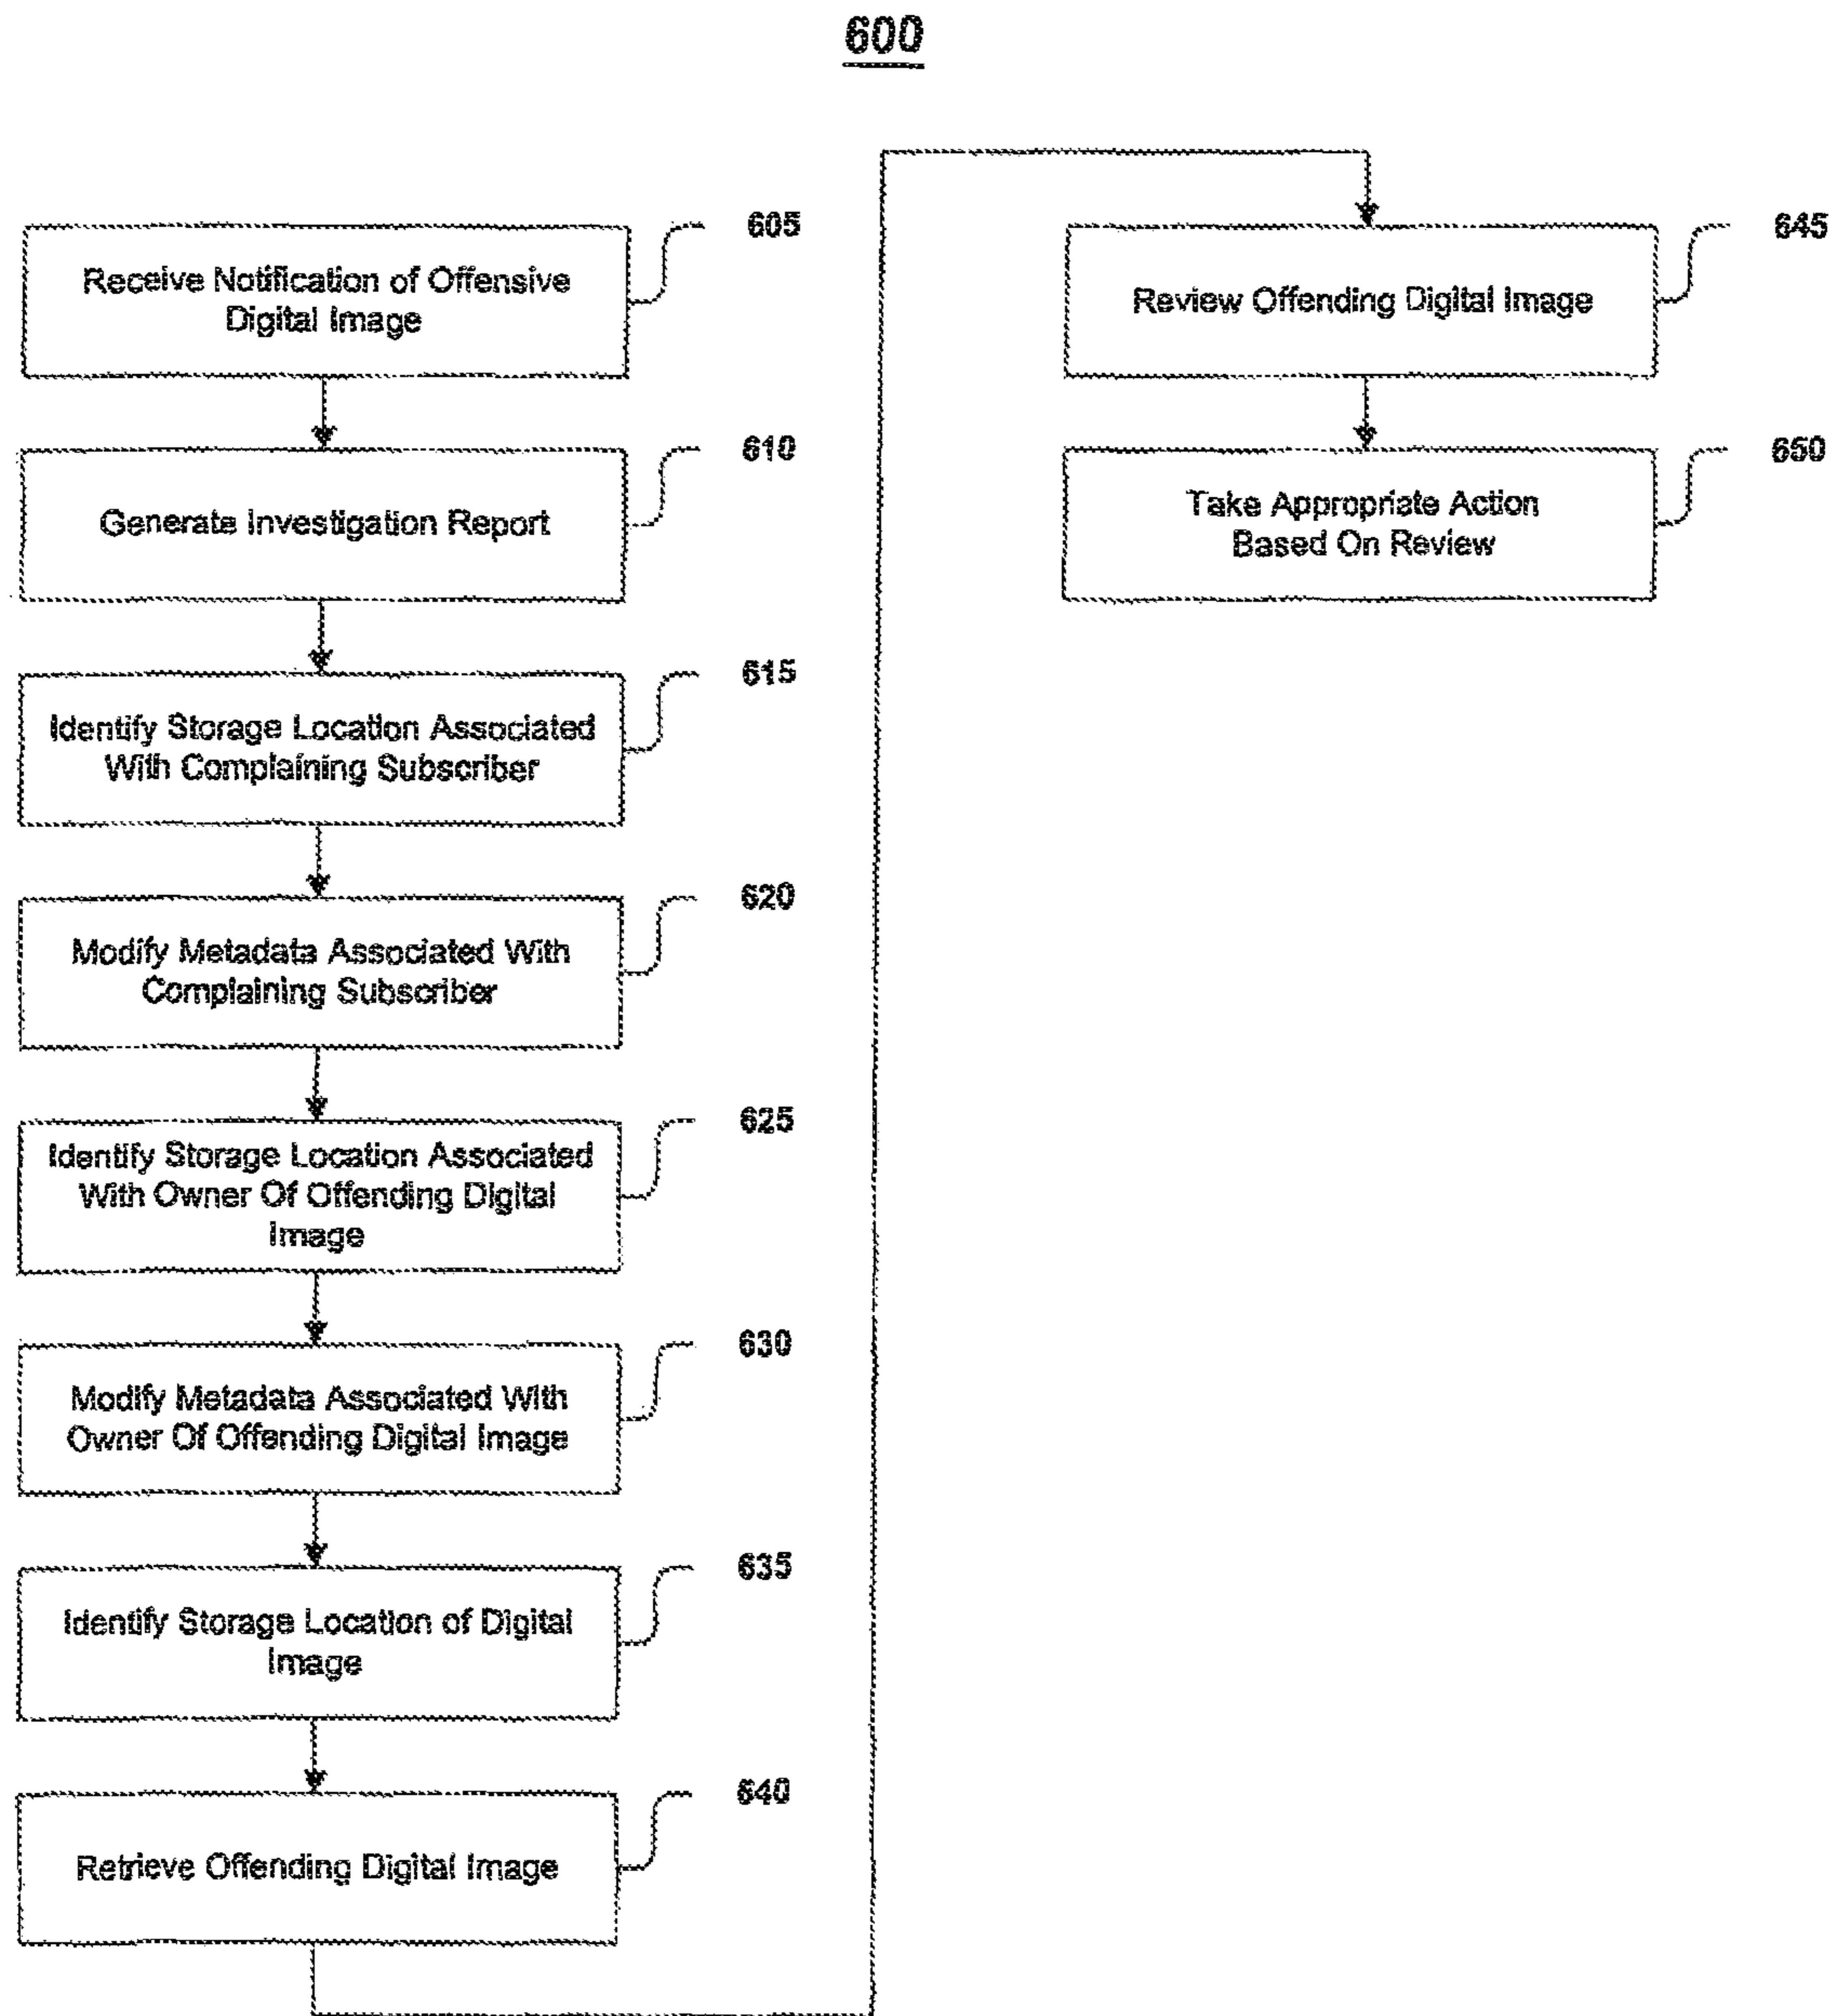 600
605
Receive Notification of Offensive
Digital Image
610
Generate Investigation Report
615
Identify Storage Location Associated
With Complaining Subscriber
620
Modify Metadata Associated With
Complaining Subscriber
625
Identify Storage Location Associated
With Owner Of Offending Digital
Image
630
Modify Metadata Associated With
Owner Of Offending Digital Image
635
Identify Storage Location of Digital
Image
640
Retrieve Offending Digital Image
645
Review Offending Digital Image
650
Take Appropriate Action
Based On Review